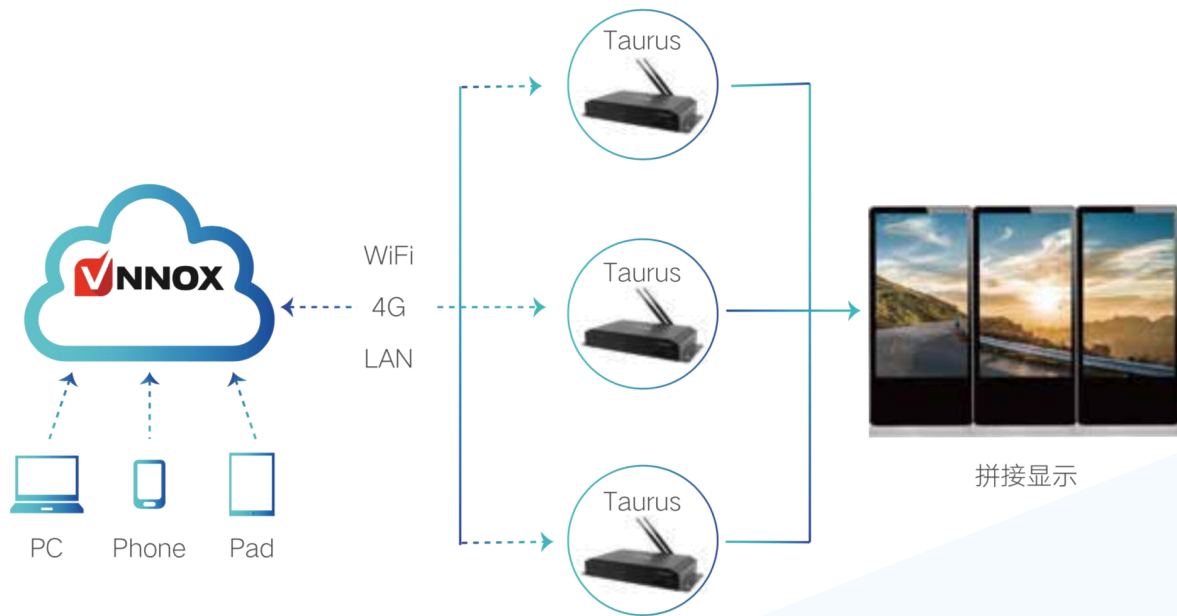 Taurus
VNNOX
WiFi
4G
LAN
Taurus
拼接显示
Taurus
PC
Phone
Pad